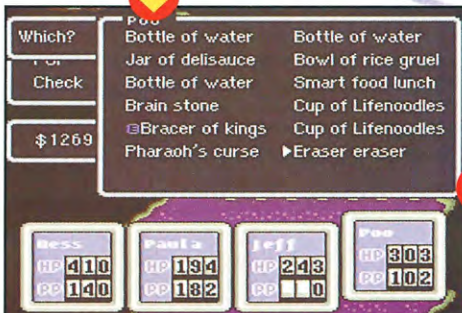 Poo
Which?
Bottle of water Bottle of water
Jar of delisauce Bowl of rice gruel
Check
Bottle of water Smart food lunch
Brain stone Cup of Lifenoodles
$1269
EBracer of kings Cup of Lifenoodles
Pharaoh's curse ▶Eraser eraser
Ness
HP 410
PP 140
Paula
HP 194
PP 182
Jeff
HP 243
PP 0
Poo
HP 303
PP 102